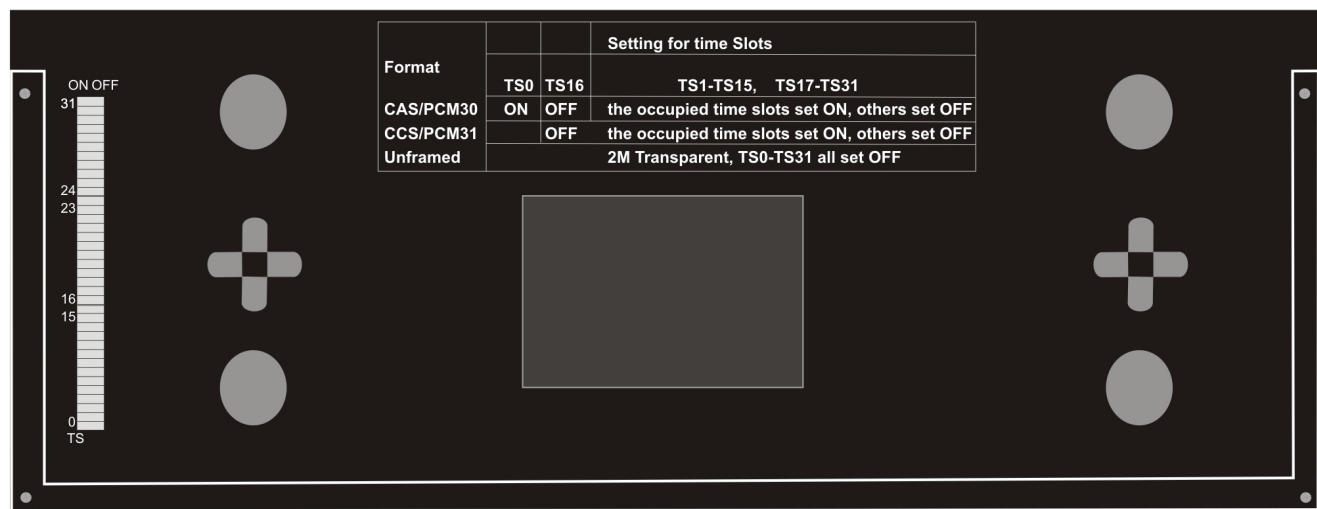 Setting for time Slots
Format
TS0 TS16 TS1-TS15, TS17-TS31
CAS/PCM30 ON OFF the occupied time slots set ON, others set OFF
CCS/PCM31 OFF the occupied time slots set ON, others set OFF
Unframed 2M Transparent, TS0-TS31 all set OFF
ON OFF
31
24
23
16
15
0
TS